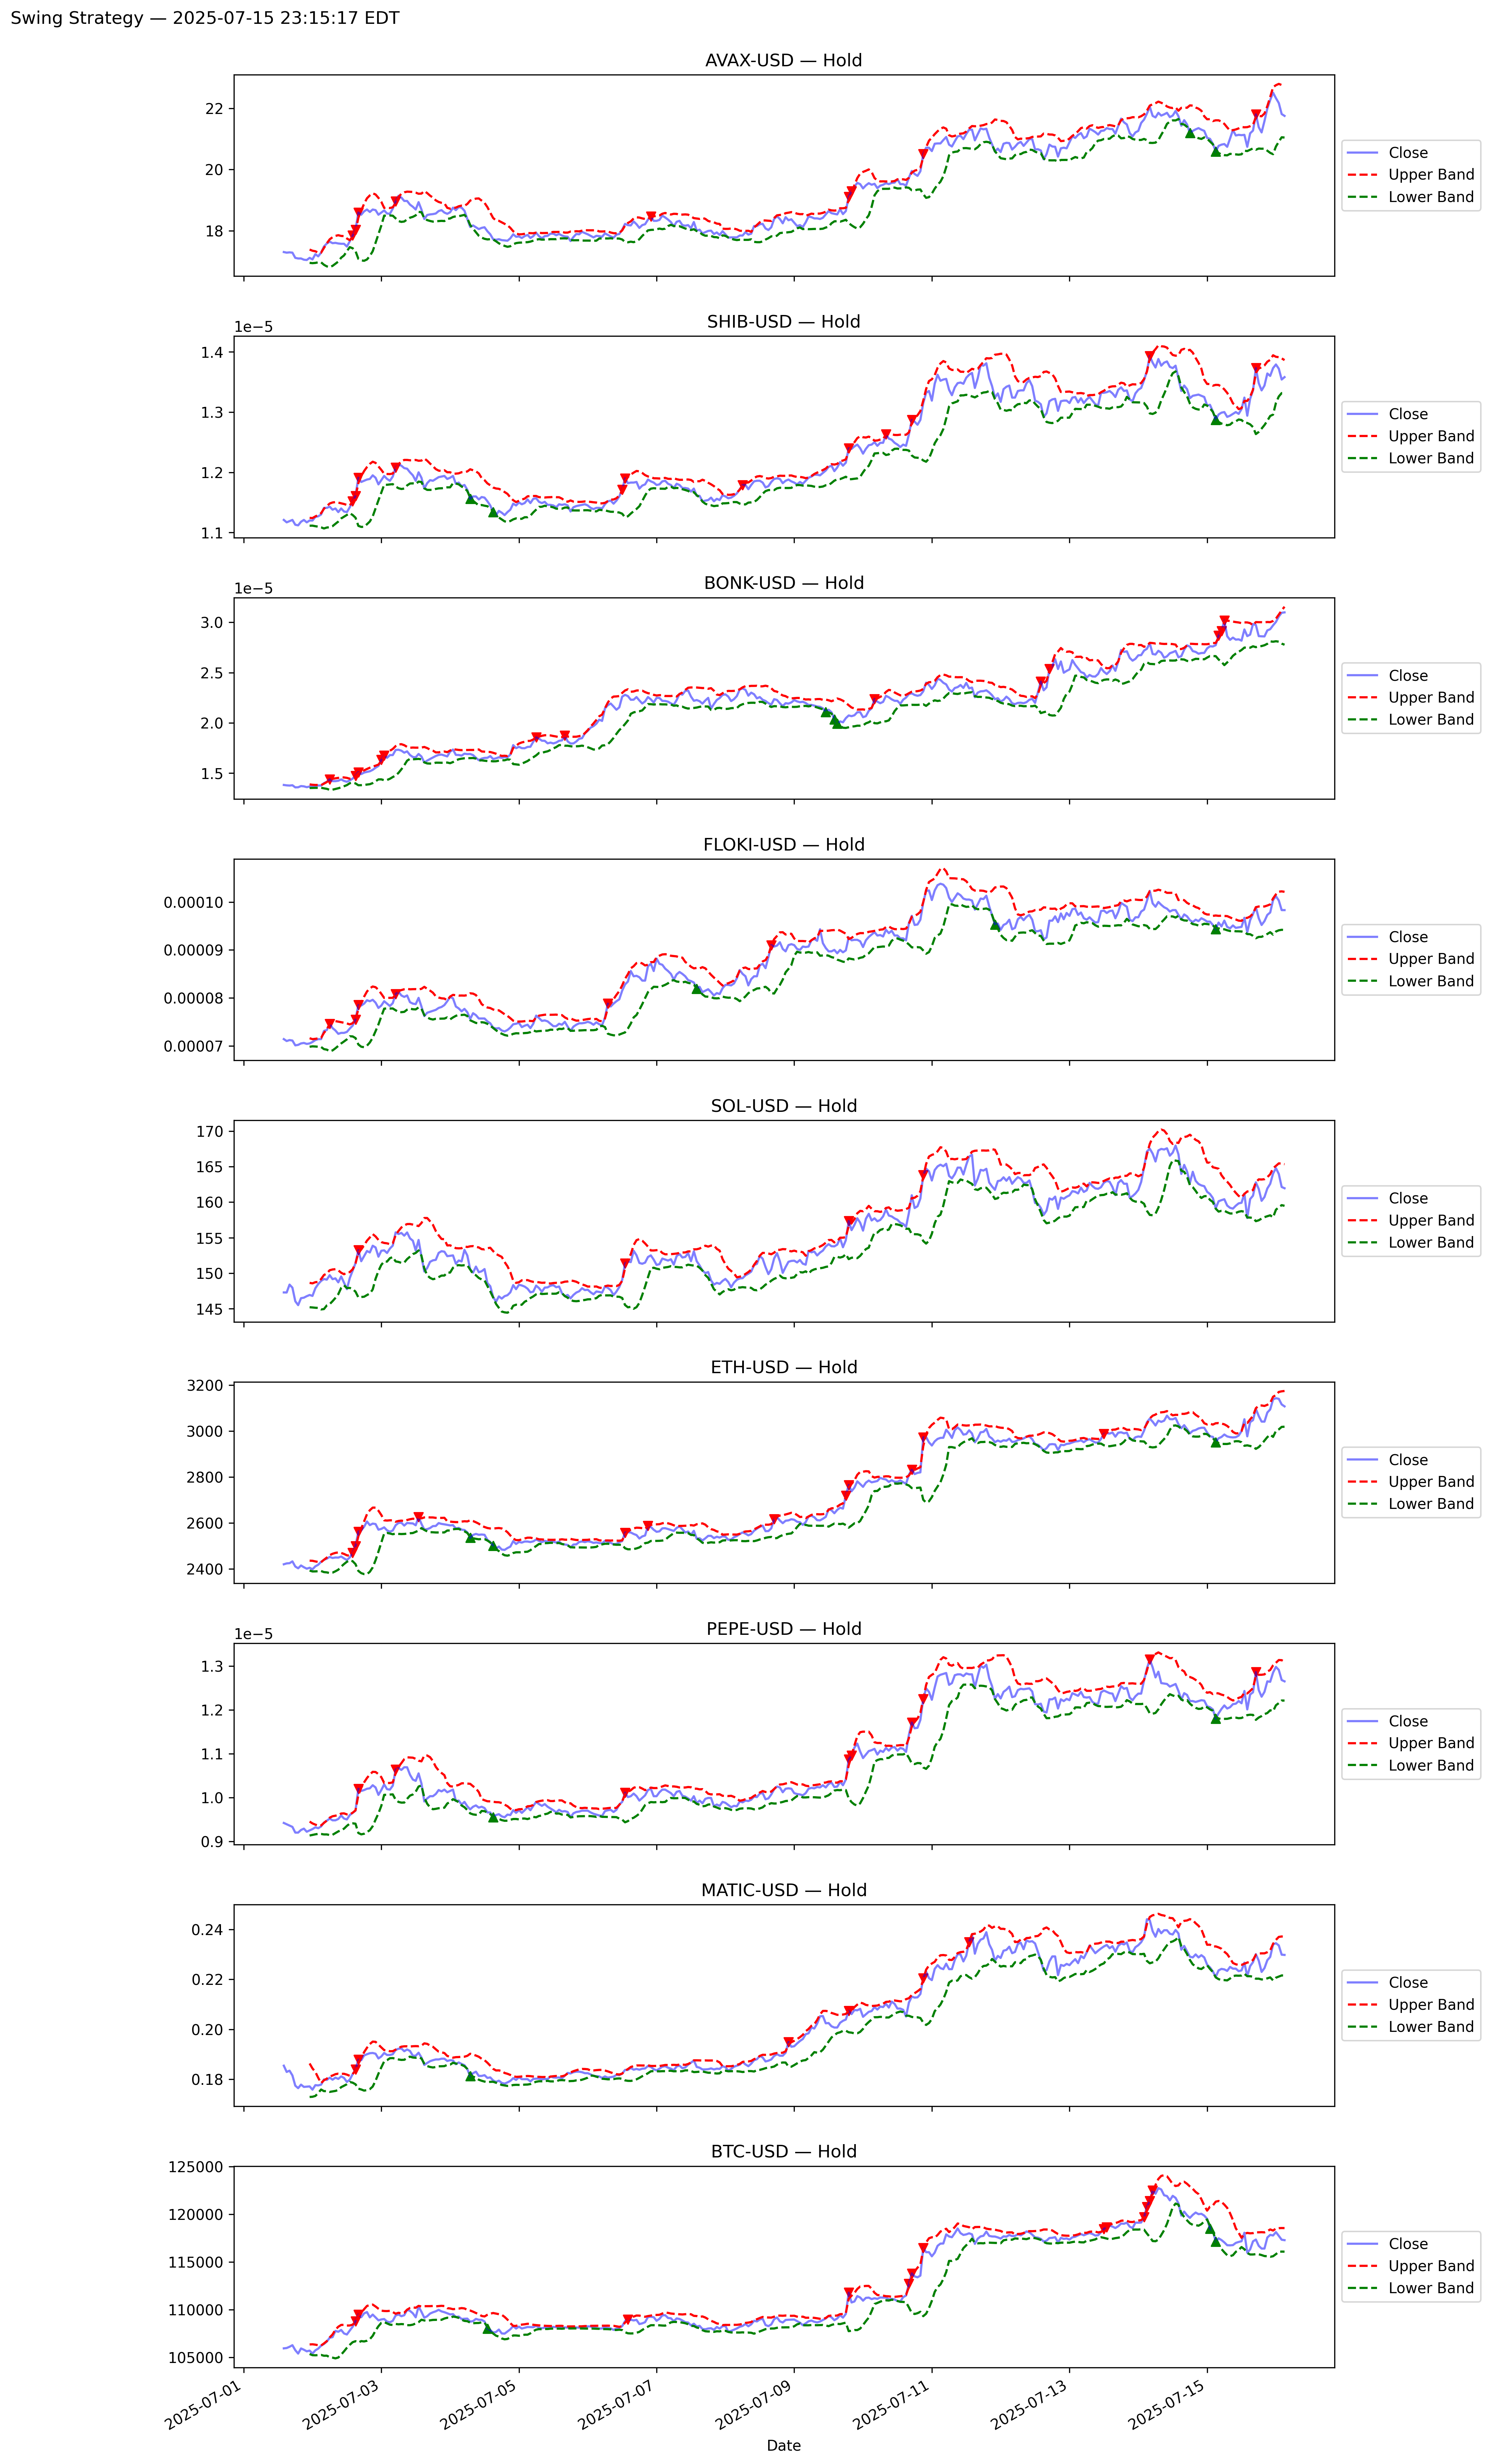 Swing Strategy — 2025-07-15 23:15:17 EDT
AVAX-USD — Hold
22
20
18
Close
Upper Band
Lower Band
SHIB-USD — Hold
1e−5
1.4
1.3
1.2
1.1
Close
Upper Band
Lower Band
BONK-USD — Hold
1e−5
3.0
2.5
2.0
1.5
Close
Upper Band
Lower Band
FLOKI-USD — Hold
0.00010
0.00009
0.00008
0.00007
Close
Upper Band
Lower Band
SOL-USD — Hold
170
165
160
155
150
145
Close
Upper Band
Lower Band
ETH-USD — Hold
3200
3000
2800
2600
2400
Close
Upper Band
Lower Band
PEPE-USD — Hold
1e−5
1.3
1.2
1.1
1.0
0.9
Close
Upper Band
Lower Band
MATIC-USD — Hold
0.24
0.22
0.20
0.18
Close
Upper Band
Lower Band
BTC-USD — Hold
125000
120000
115000
110000
105000
Close
Upper Band
Lower Band
2025-07-01
2025-07-03
2025-07-05
2025-07-07
2025-07-09
2025-07-11
2025-07-13
2025-07-15
Date